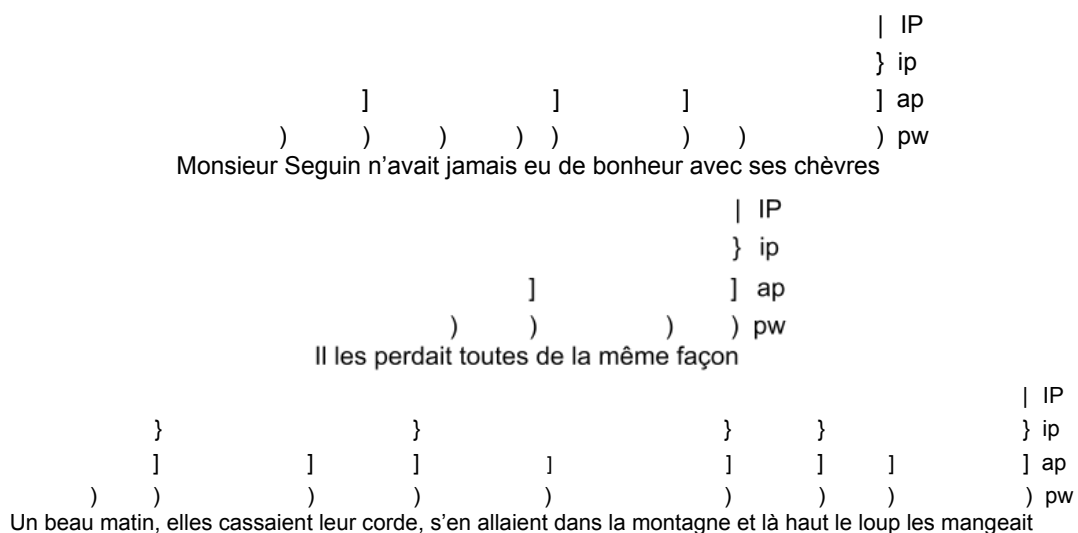 | IP
} ip
] ] ] ] ap
) ) ) ) ) ) ) ) pw
Monsieur Seguin n'avait jamais eu de bonheur avec ses chèvres
| IP
} ip
] ] ap
) ) ) ) pw
Il les perdait toutes de la même façon
| IP
} } } } } ip
] ] ] ] ] ] ] ] ap
) ) ) ) ) ) ) ) ) pw
Un beau matin, elles cassaient leur corde, s'en allaient dans la montagne et là haut le loup les mangeait